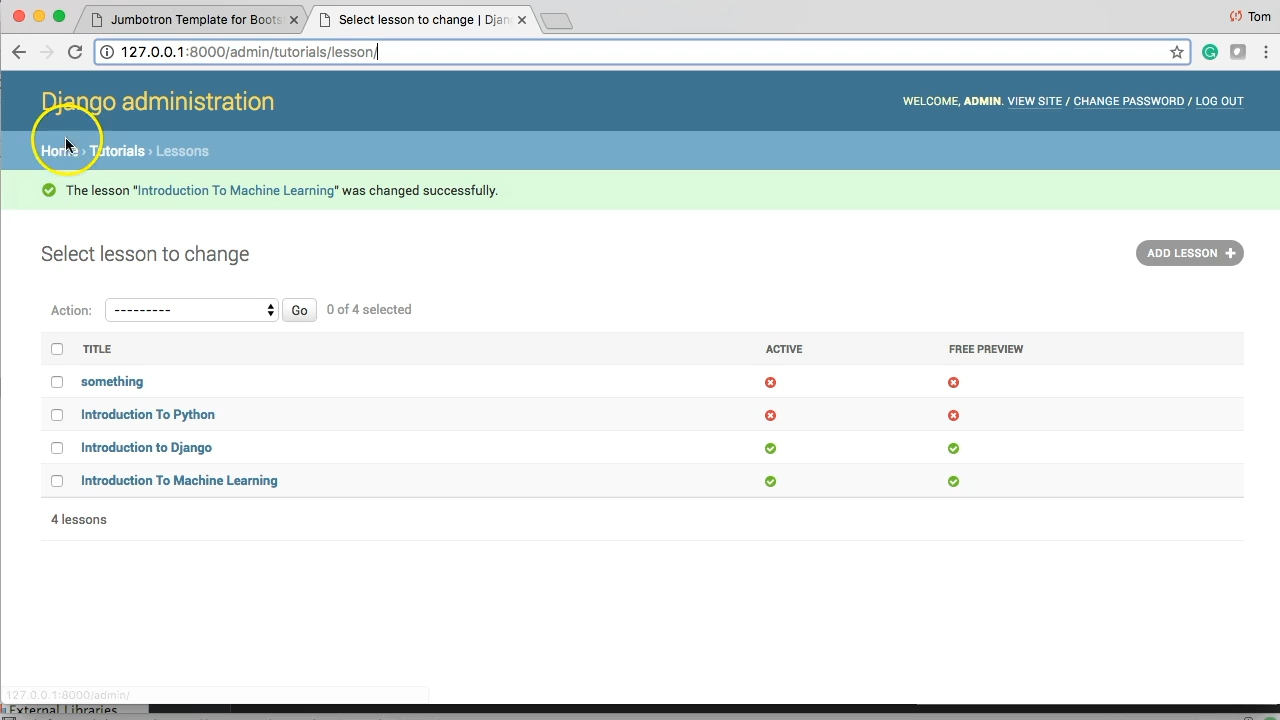 Jumbotron Template for Boots
Select lesson to change | Djan
Tom
127.0.0.1:8000/admin/tutorials/lesson/
Django administration
WELCOME, ADMIN. VIEW SITE / CHANGE PASSWORD / LOG OUT
Home › Tutorials › Lessons
The lesson "Introduction To Machine Learning" was changed successfully.
Select lesson to change
ADD LESSON +
Action: --------- Go 0 of 4 selected
TITLE ACTIVE FREE PREVIEW
something
Introduction To Python
Introduction to Django
Introduction To Machine Learning
4 lessons
127.0.0.1:8000/admin/
External Libraries